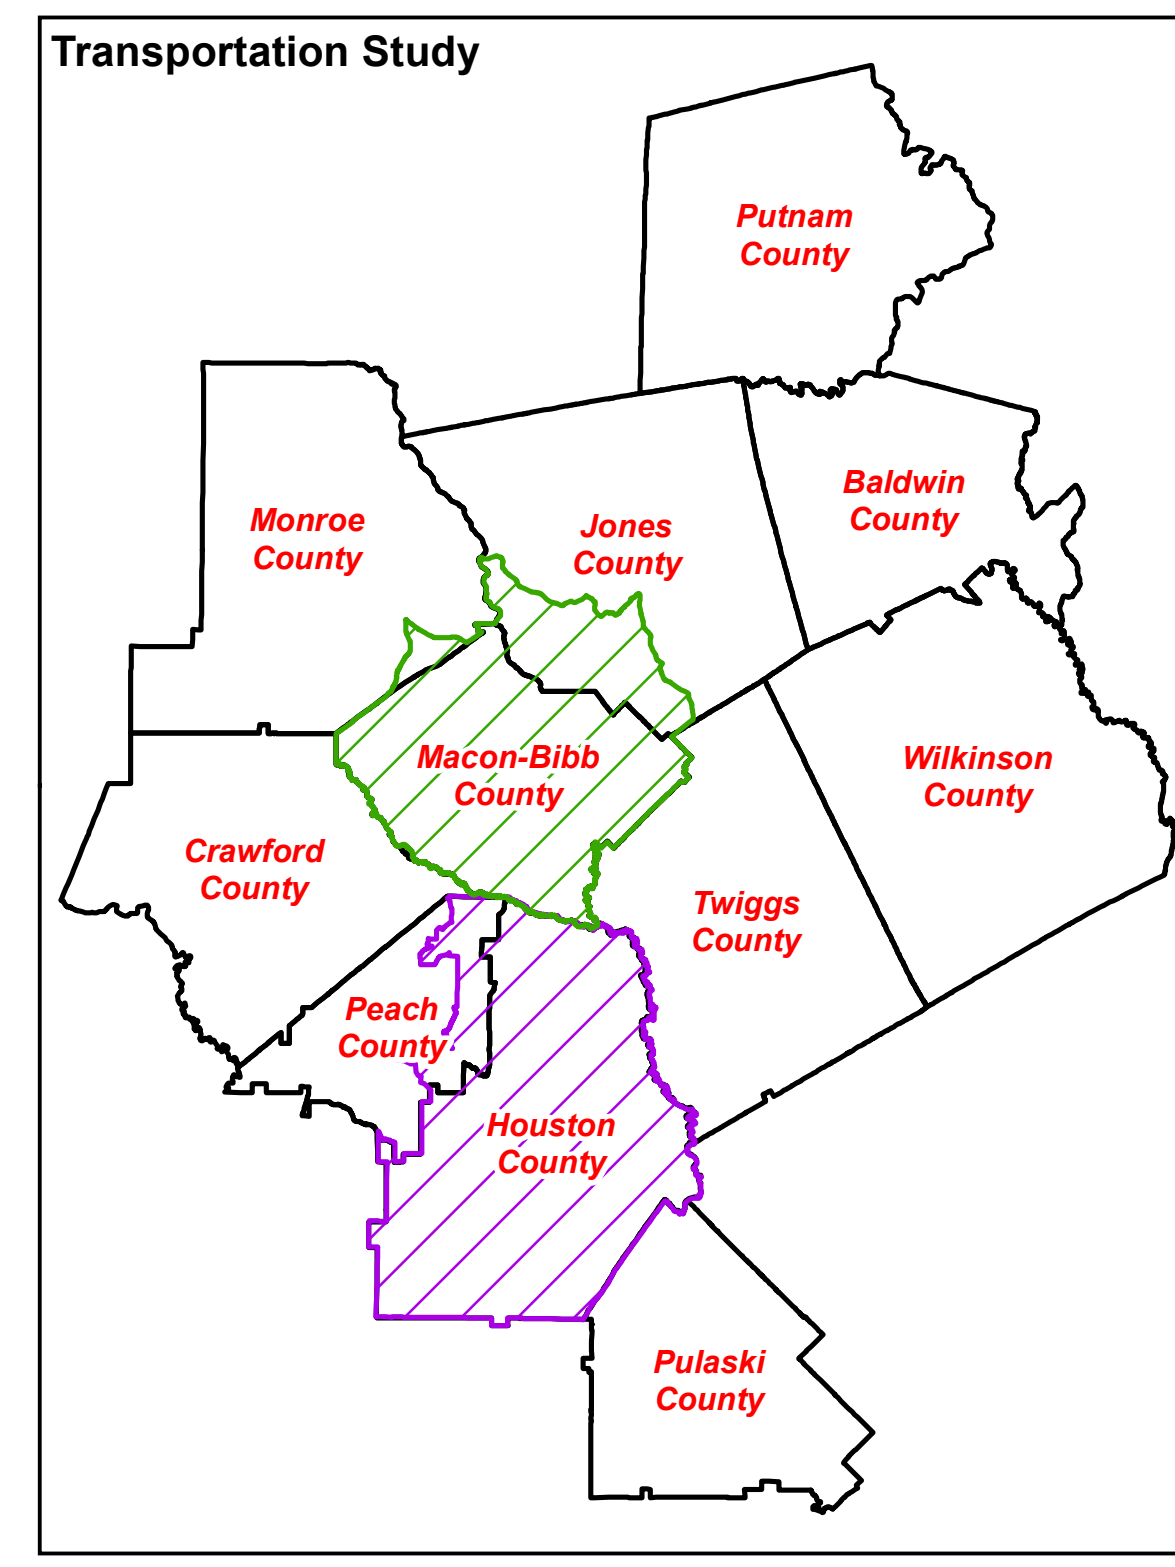 Transportation Study
Putnam
County
Baldwin
County
Monroe
County
Jones
County
Macon-Bibb
County
Wilkinson
County
Crawford
County
Twiggs
County
Peach
County
Houston
County
Pulaski
County